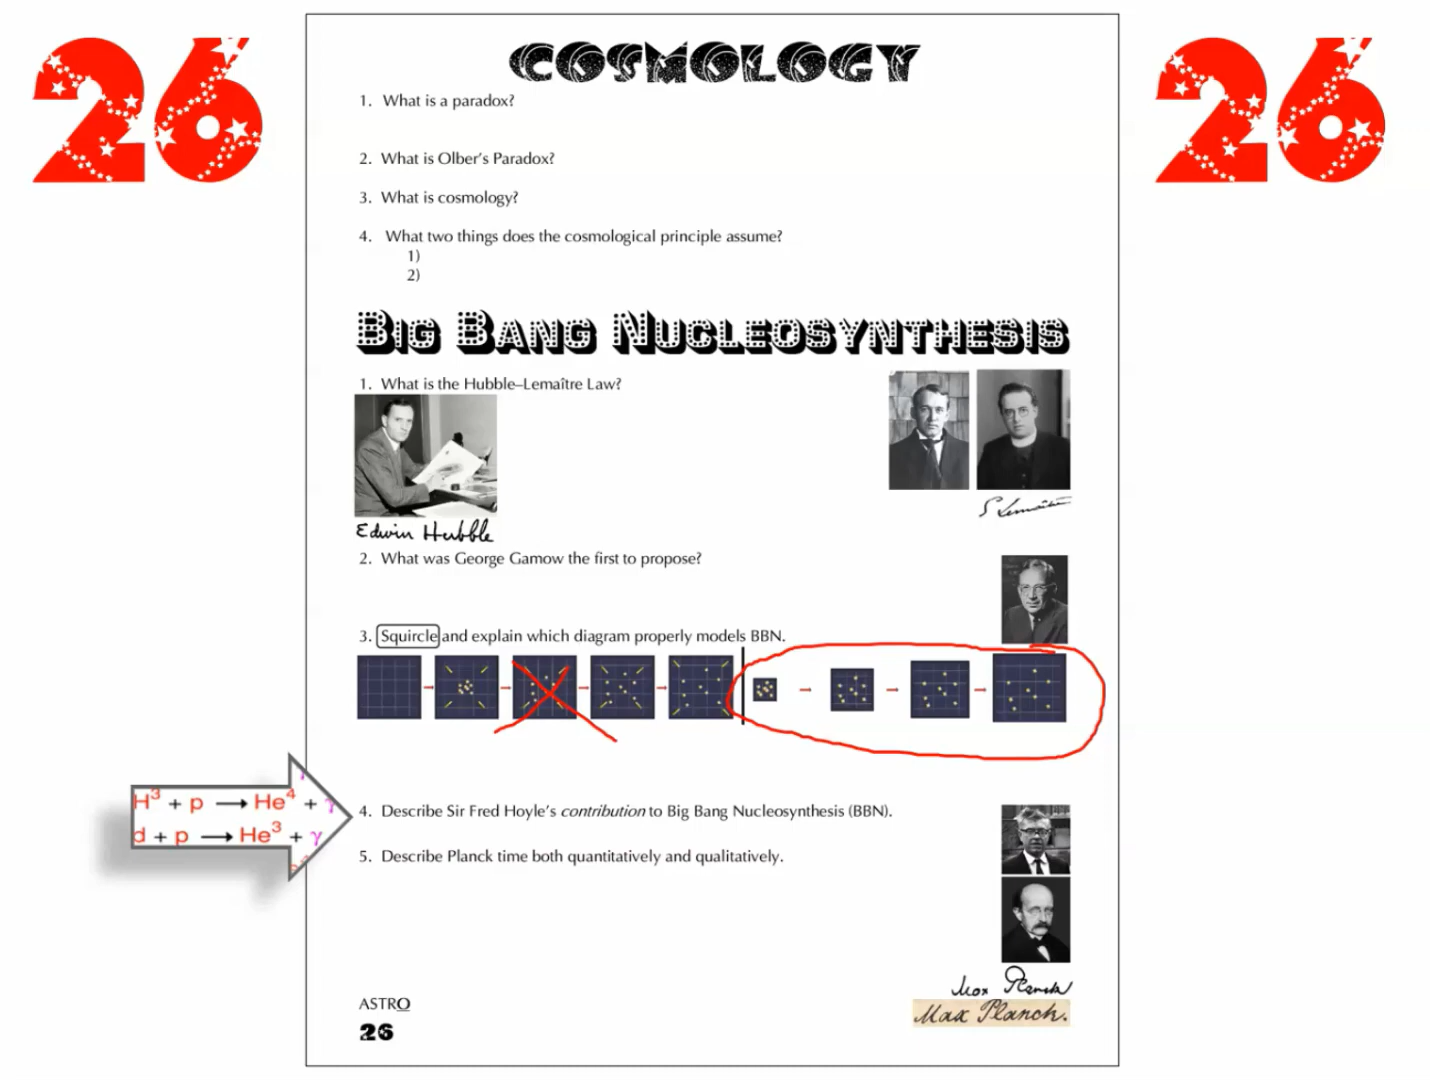 26
26
COSMOLOGY
1. What is a paradox?
2. What is Olber's Paradox?
3. What is cosmology?
4. What two things does the cosmological principle assume?
1)
2)
BIG BANG NUCLEOSYNTHESIS
1. What is the Hubble–Lemaître Law?
Edwin Hubble
G Lemaître
2. What was George Gamow the first to propose?
3. Squircle and explain which diagram properly models BBN.
H³ + p → He⁴ + γ
d + p → He³ + γ
4. Describe Sir Fred Hoyle's contribution to Big Bang Nucleosynthesis (BBN).
5. Describe Planck time both quantitatively and qualitatively.
Max Planck
Max Planck.
ASTRO
26